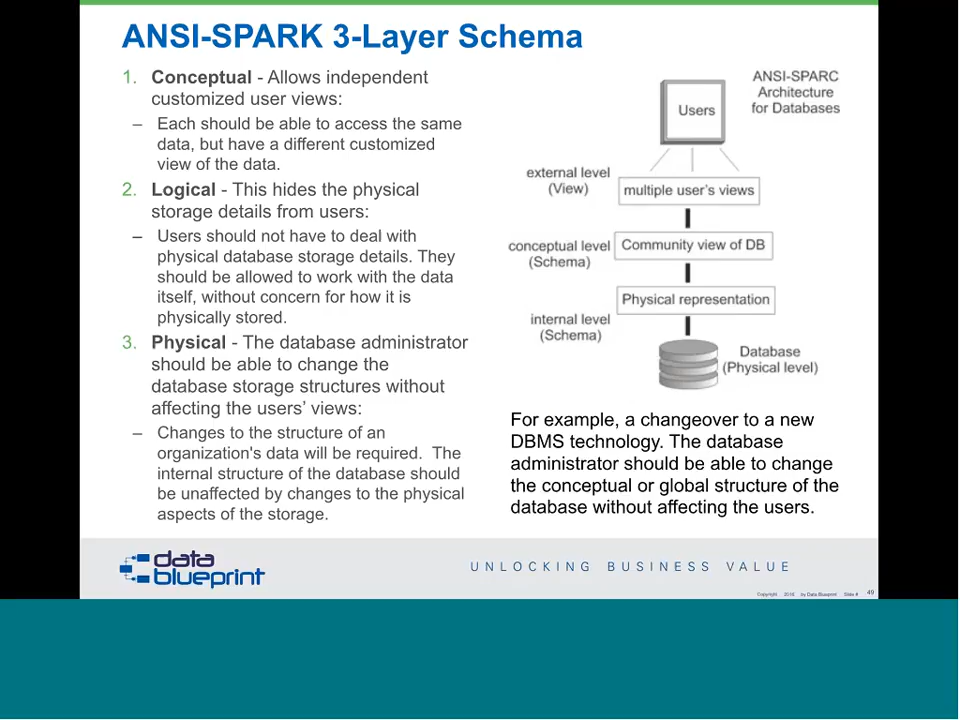 ANSI-SPARK 3-Layer Schema
1. Conceptual - Allows independent
customized user views:
– Each should be able to access the same
data, but have a different customized
view of the data.
2. Logical - This hides the physical
storage details from users:
– Users should not have to deal with
physical database storage details. They
should be allowed to work with the data
itself, without concern for how it is
physically stored.
3. Physical - The database administrator
should be able to change the
database storage structures without
affecting the users’ views:
– Changes to the structure of an
organization's data will be required. The
internal structure of the database should
be unaffected by changes to the physical
aspects of the storage.
ANSI-SPARC
Architecture
for Databases
Users
external level
(View)
multiple user's views
conceptual level
(Schema)
Community view of DB
Physical representation
internal level
(Schema)
Database
(Physical level)
For example, a changeover to a new
DBMS technology. The database
administrator should be able to change
the conceptual or global structure of the
database without affecting the users.
data
blueprint
UNLOCKING BUSINESS VALUE
Copyright 2016 by Data Blueprint Slide # 49